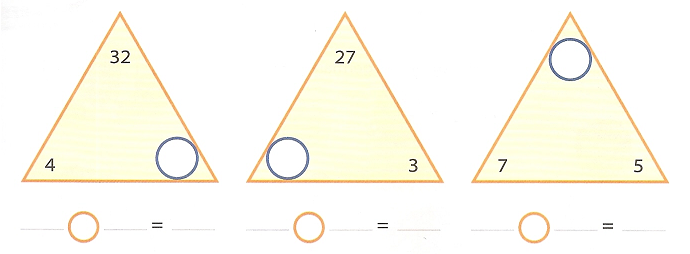 32 27
4 3 7 5
= = =